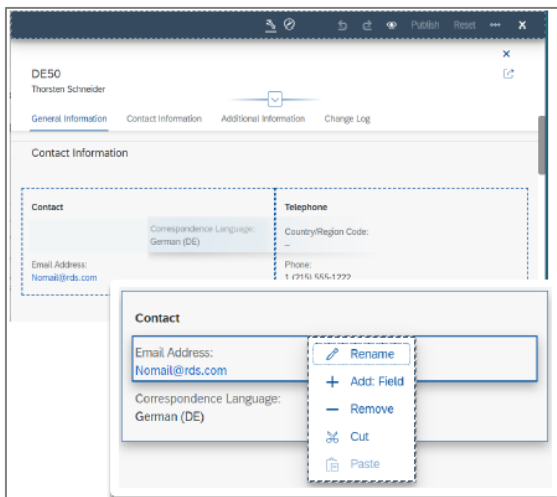 Publish Reset
DE50
Thorsten Schneider
General Information Contact Information Additional Information Change Log
Contact Information
Contact
Correspondence Language:
German (DE)
Email Address:
Nomail@rds.com
Telephone
Country/Region Code:
–
Phone:
1 (215) 555-1222
Contact
Email Address:
Nomail@rds.com
Correspondence Language:
German (DE)
Rename
Add: Field
Remove
Cut
Paste